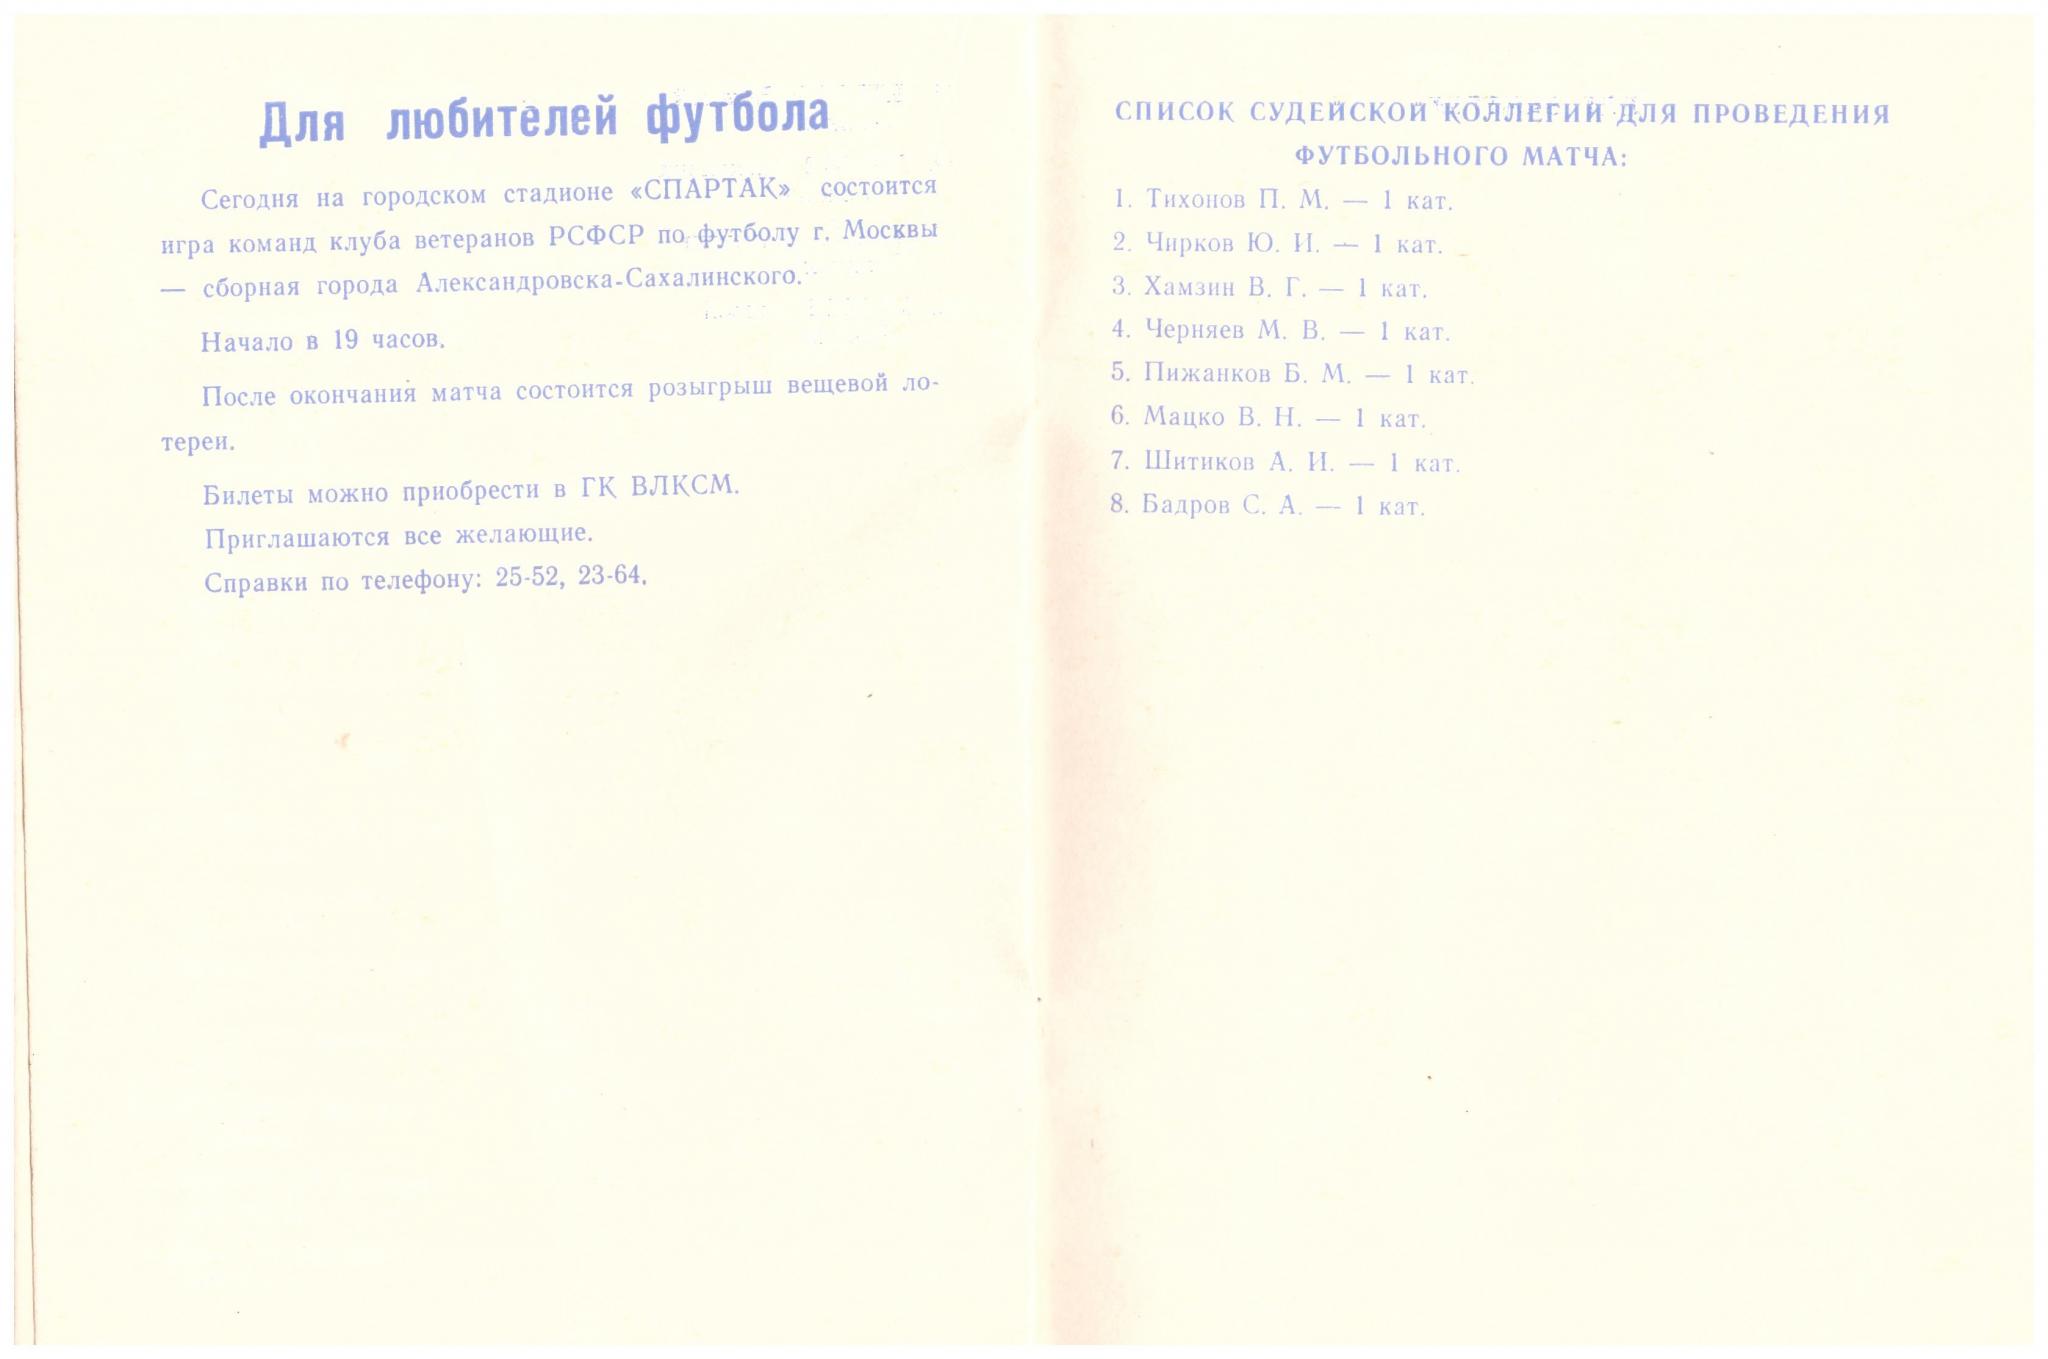 Для любителей футбола
Сегодня на городском стадионе «СПАРТАК» состоится
игра команд клуба ветеранов РСФСР по футболу г. Москвы
— сборная города Александровска-Сахалинского.
Начало в 19 часов.
После окончания матча состоится розыгрыш вещевой ло-
тереи.
Билеты можно приобрести в ГК ВЛКСМ.
Приглашаются все желающие.
Справки по телефону: 25-52, 23-64.
СПИСОК СУДЕЙСКОЙ КОЛЛЕГИИ ДЛЯ ПРОВЕДЕНИЯ
ФУТБОЛЬНОГО МАТЧА:
1. Тихонов П. М. — 1 кат.
2. Чирков Ю. И. — 1 кат.
3. Хамзин В. Г. — 1 кат.
4. Черняев М. В. — 1 кат.
5. Пижанков Б. М. — 1 кат.
6. Мацко В. Н. — 1 кат.
7. Шитиков А. И. — 1 кат.
8. Бадров С. А. — 1 кат.